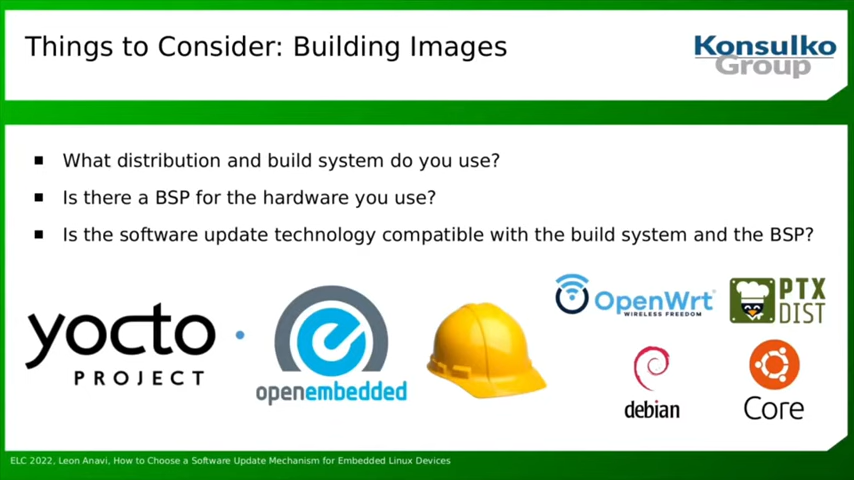 Things to Consider: Building Images
Konsulko
Group
■ What distribution and build system do you use?
■ Is there a BSP for the hardware you use?
■ Is the software update technology compatible with the build system and the BSP?
yocto
PROJECT
openembedded
OpenWrt
WIRELESS FREEDOM
PTX
DIST
debian
Core
ELC 2022, Leon Anavi, How to Choose a Software Update Mechanism for Embedded Linux Devices